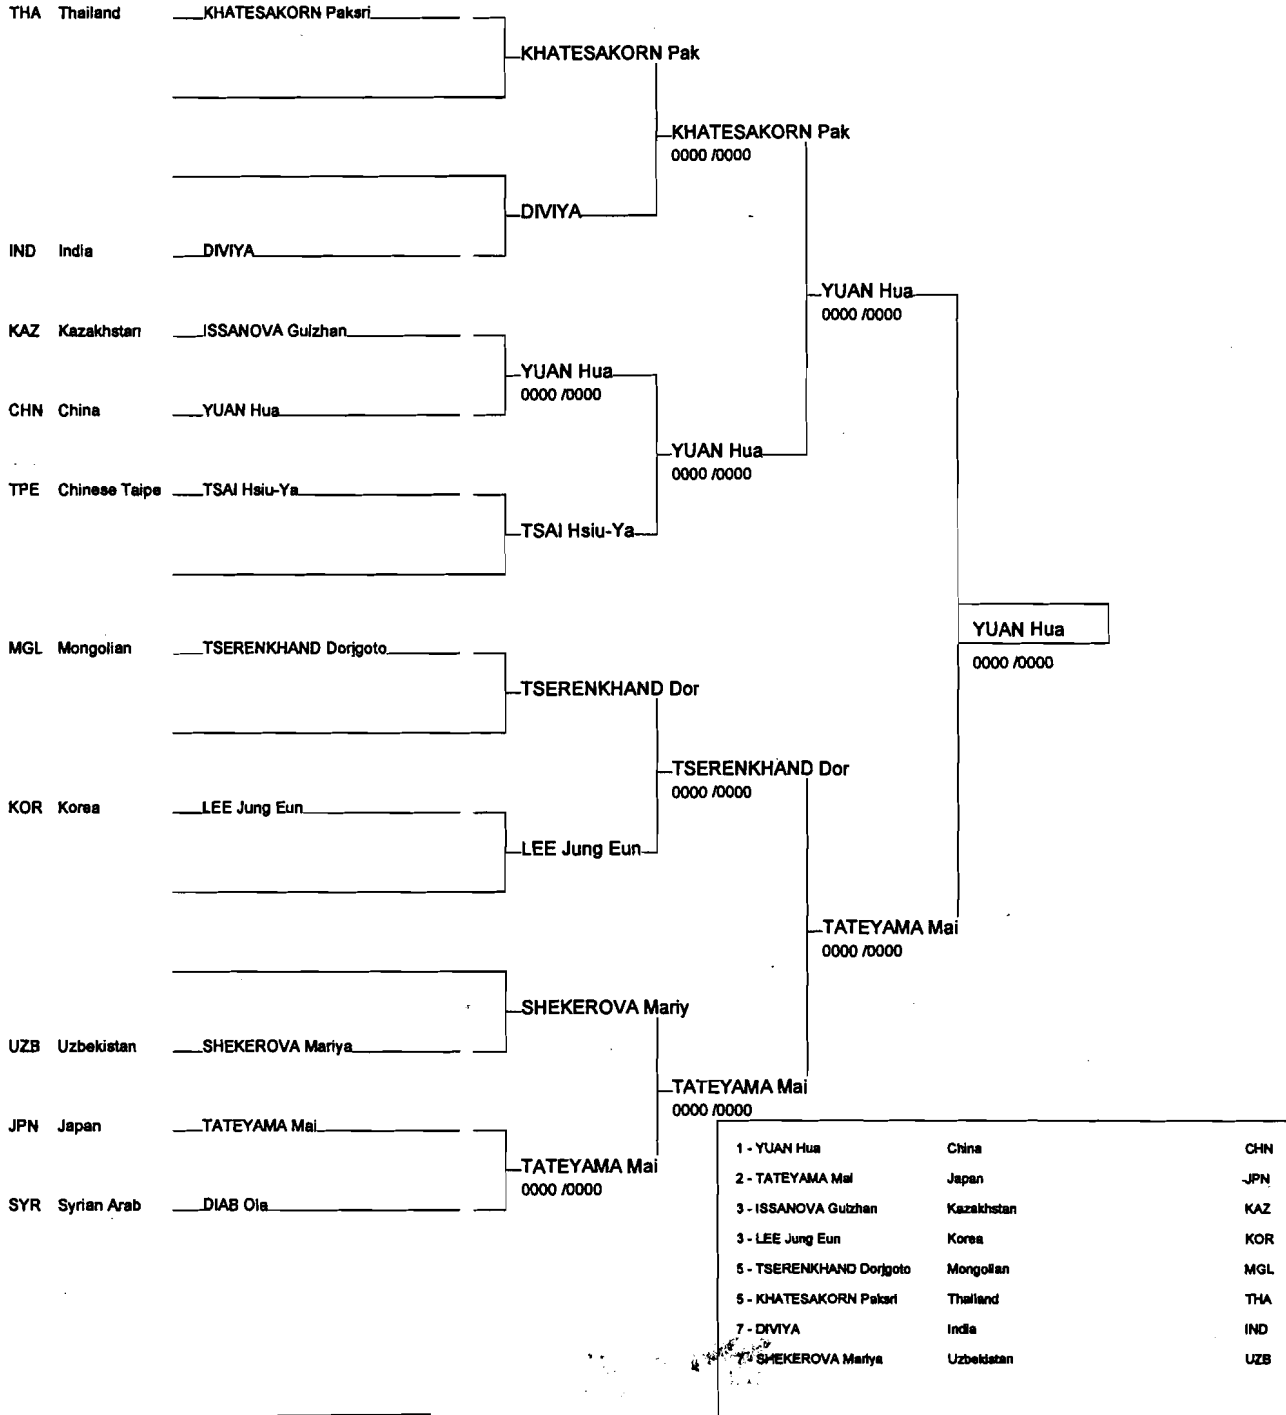 THA Thailand KHATESAKORN Paksri
KHATESAKORN Pak
KHATESAKORN Pak
0000 /0000
DIVIYA
IND India DIVIYA
YUAN Hua
0000 /0000
KAZ Kazakhstan ISSANOVA Gulzhan
YUAN Hua
0000 /0000
CHN China YUAN Hua
YUAN Hua
0000 /0000
TPE Chinese Taipe TSAI Hsiu-Ya
TSAI Hsiu-Ya
YUAN Hua
0000 /0000
MGL Mongolian TSERENKHAND Dorjgoto
TSERENKHAND Dor
TSERENKHAND Dor
0000 /0000
KOR Korea LEE Jung Eun
LEE Jung Eun
TATEYAMA Mai
0000 /0000
SHEKEROVA Mariy
UZB Uzbekistan SHEKEROVA Mariya
TATEYAMA Mai
0000 /0000
JPN Japan TATEYAMA Mai
TATEYAMA Mai
0000 /0000
SYR Syrian Arab DIAB Ola
1 - YUAN Hua China CHN
2 - TATEYAMA Mai Japan JPN
3 - ISSANOVA Gulzhan Kazakhstan KAZ
3 - LEE Jung Eun Korea KOR
5 - TSERENKHAND Dorjgoto Mongolian MGL
5 - KHATESAKORN Paksri Thailand THA
7 - DIVIYA India IND
7 - SHEKEROVA Mariya Uzbekistan UZB